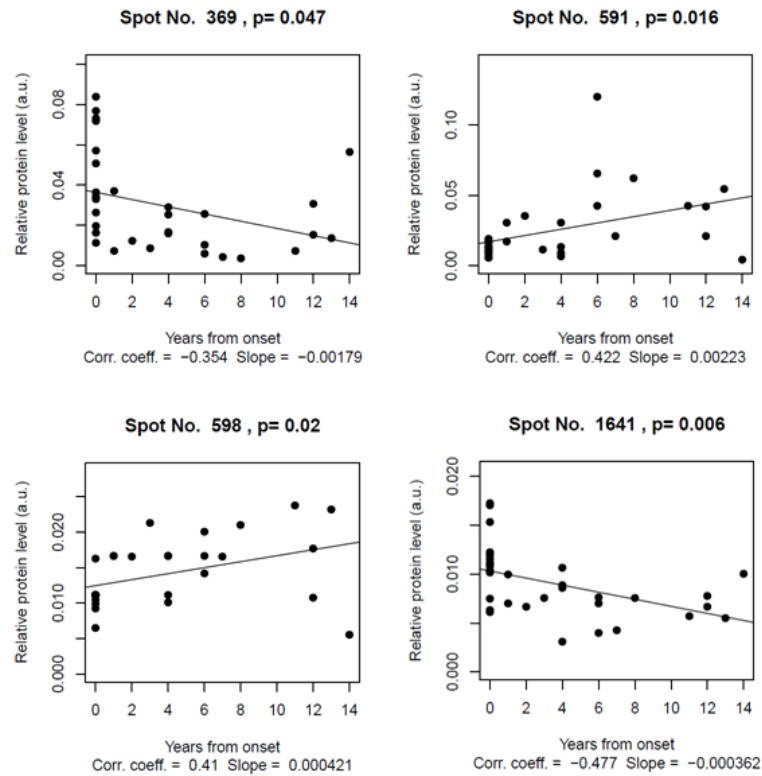 Spot No. 369 , p= 0.047
Relative protein level (a.u.)
0.08
0.04
0.00
0 2 4 6 8 10 12 14
Years from onset
Corr. coeff. = −0.354 Slope = −0.00179
Spot No. 591 , p= 0.016
Relative protein level (a.u.)
0.10
0.05
0.00
0 2 4 6 8 10 12 14
Years from onset
Corr. coeff. = 0.422 Slope = 0.00223
Spot No. 598 , p= 0.02
Relative protein level (a.u.)
0.020
0.010
0.000
0 2 4 6 8 10 12 14
Years from onset
Corr. coeff. = 0.41 Slope = 0.000421
Spot No. 1641 , p= 0.006
Relative protein level (a.u.)
0.020
0.010
0.000
0 2 4 6 8 10 12 14
Years from onset
Corr. coeff. = −0.477 Slope = −0.000362